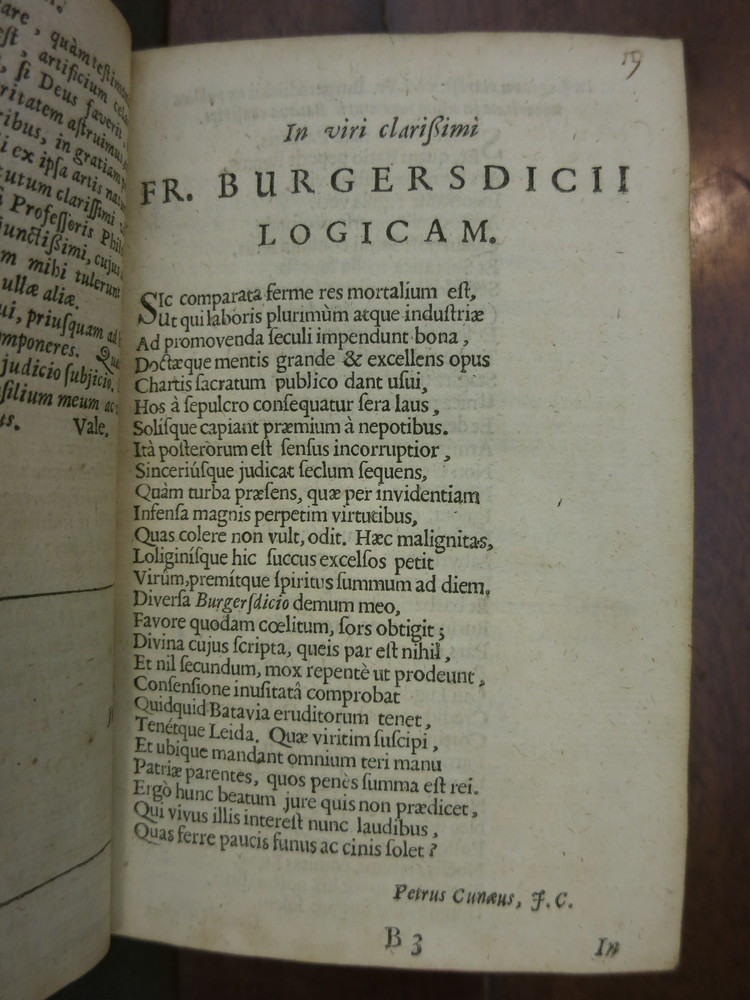 are, quàm
est, artificium
si Deus faverit
ritatem astruimus
ribus, in gratiam
i ex ipsa artis
utum clarissimi
i Professoris Phil
junctißimi, cujus
m mihi tulerunt
ullæ aliæ.
ui, priusquam ad
mponeres.
judicio subjicio.
silium meum
us. Vale.
19
In viri clarißimi
FR. BURGERSDICII
LOGICAM.
SIc comparata ferme res mortalium eſt,
Ut qui laboris plurimùm atque induſtriæ
Ad promovenda ſeculi impendunt bona,
Doctæque mentis grande & excellens opus
Chartis ſacratum publico dant uſui,
Hos à ſepulcro conſequatur ſera laus,
Soliſque capiant præmium à nepotibus.
Ità poſterorum eſt ſenſus incorruptior,
Sinceriúſque judicat ſeclum ſequens,
Quàm turba præſens, quæ per invidentiam
Infenſa magnis perpetim virtutibus,
Quas colere non vult, odit. Hæc malignitas,
Loliginíſque hic ſuccus excelſos petit
Virûm, premítque ſpiritus ſummum ad diem.
Diverſa Burgerſdicio demum meo,
Favore quodam cœlitum, ſors obtigit;
Divina cujus ſcripta, queis par eſt nihil,
Et nil ſecundum, mox repentè ut prodeunt,
Conſenſione inuſitatâ comprobat
Quidquid Batavia eruditorum tenet,
Tenétque Leida. Quæ viritim ſuſcipi,
Et ubique mandant omnium teri manu
Patriæ parentes, quos penès ſumma eſt rei.
Ergò hunc beatum jure quis non prædicet,
Qui vivus illis intereſt nunc laudibus,
Quas ferre paucis funus ac cinis ſolet?
Petrus Cunæus, J.C.
B 3 In